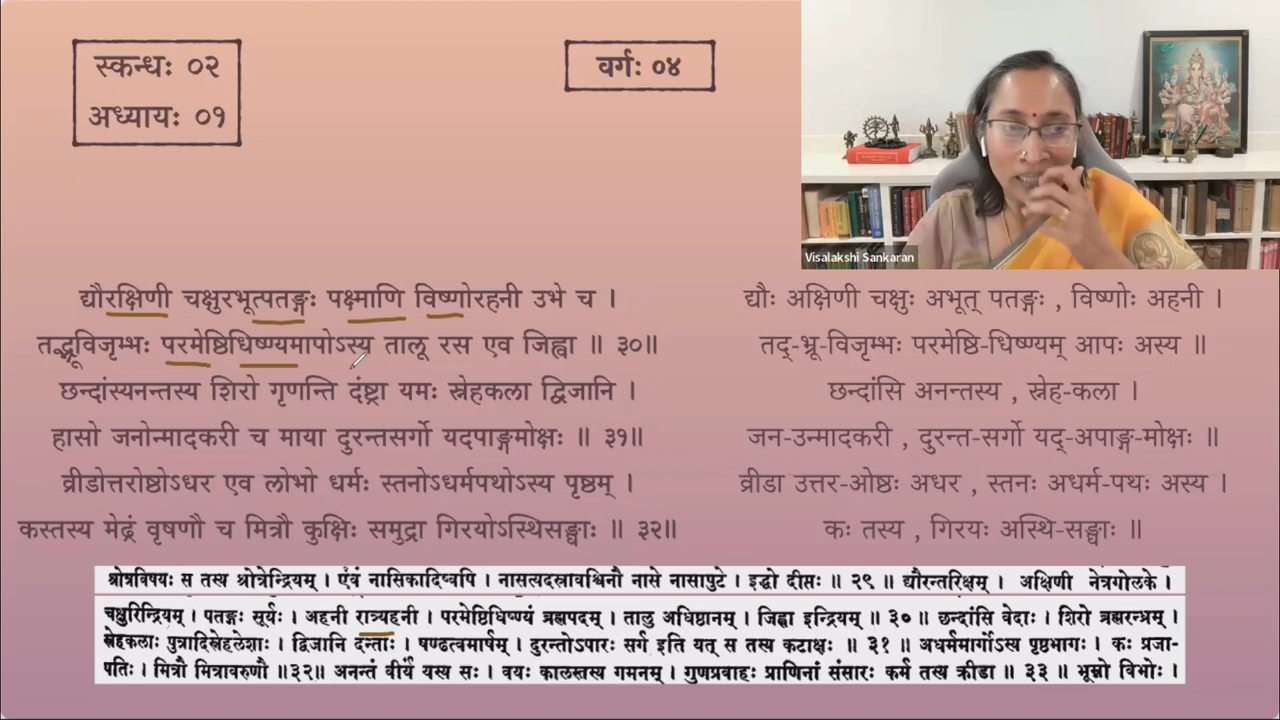 स्कन्धः ०२
अध्यायः ०१
वर्गः ०४
Visalakshi Sankaran
द्यौरक्षिणी चक्षुरभूत्पतङ्गः पक्ष्माणि विष्णोरहनी उभे च ।
तद्भ्रूविजृम्भः परमेष्ठिधिष्ण्यमापोऽस्य तालू रस एव जिह्वा ॥ ३०॥
छन्दांस्यनन्तस्य शिरो गृणन्ति दंष्ट्रा यमः स्नेहकला द्विजानि ।
हासो जनोन्मादकरी च माया दुरन्तसर्गो यदपाङ्गमोक्षः ॥ ३१॥
व्रीडोत्तरोष्ठोऽधर एव लोभो धर्मः स्तनोऽधर्मपथोऽस्य पृष्ठम् ।
कस्तस्य मेढ्रं वृषणौ च मित्रौ कुक्षिः समुद्रा गिरयोऽस्थिसङ्घाः ॥ ३२॥
द्यौः अक्षिणी चक्षुः अभूत् पतङ्गः , विष्णोः अहनी ।
तद्-भ्रू-विजृम्भः परमेष्ठि-धिष्ण्यम् आपः अस्य ॥
छन्दांसि अनन्तस्य , स्नेह-कला ।
जन-उन्मादकरी , दुरन्त-सर्गो यद्-अपाङ्ग-मोक्षः ॥
व्रीडा उत्तर-ओष्ठः अधर , स्तनः अधर्म-पथः अस्य ।
कः तस्य , गिरयः अस्थि-सङ्घाः ॥
श्रोत्रविषयः स तस्य श्रोत्रेन्द्रियम् । एवं नासिकादिष्वपि । नासत्यदस्रावश्विनौ नासे नासापुटे । इद्धो दीप्तः ॥ २९ ॥ द्यौरन्तरिक्षम् । अक्षिणी नेत्रगोलके ।
चक्षुरिन्द्रियम् । पतङ्गः सूर्यः । अहनी रात्र्यहनी । परमेष्ठिधिष्ण्यं ब्रह्मपदम् । तालु अधिष्ठानम् । जिह्वा इन्द्रियम् ॥ ३० ॥ छन्दांसि वेदाः । शिरो ब्रह्मरन्ध्रम् ।
स्नेहकलाः पुत्रादिस्नेहलेशाः । द्विजानि दन्ताः । षण्ढत्वमार्षम् । दुरन्तोऽपारः सर्ग इति यत् स तस्य कटाक्षः ॥ ३१ ॥ अधर्ममार्गोऽस्य पृष्ठभागः । कः प्रजा-
पतिः । मित्रौ मित्रावरुणौ ॥३२॥ अनन्तं वीर्यं यस्य सः । वयः कालस्तस्य गमनम् । गुणप्रवाहः प्राणिनां संसारः कर्म तस्य क्रीडा ॥ ३३ ॥ भूम्नो विभोः ।